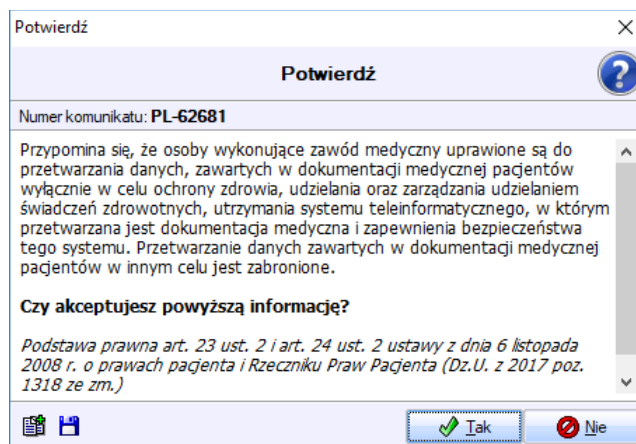 Potwierdź
Potwierdź
Numer komunikatu: PL-62681
Przypomina się, że osoby wykonujące zawód medyczny uprawione są do
przetwarzania danych, zawartych w dokumentacji medycznej pacjentów
wyłącznie w celu ochrony zdrowia, udzielania oraz zarządzania udzielaniem
świadczeń zdrowotnych, utrzymania systemu teleinformatycznego, w którym
przetwarzana jest dokumentacja medyczna i zapewnienia bezpieczeństwa
tego systemu. Przetwarzanie danych zawartych w dokumentacji medycznej
pacjentów w innym celu jest zabronione.
Czy akceptujesz powyższą informację?
Podstawa prawna art. 23 ust. 2 i art. 24 ust. 2 ustawy z dnia 6 listopada
2008 r. o prawach pacjenta i Rzeczniku Praw Pacjenta (Dz.U. z 2017 poz.
1318 ze zm.)
Tak
Nie